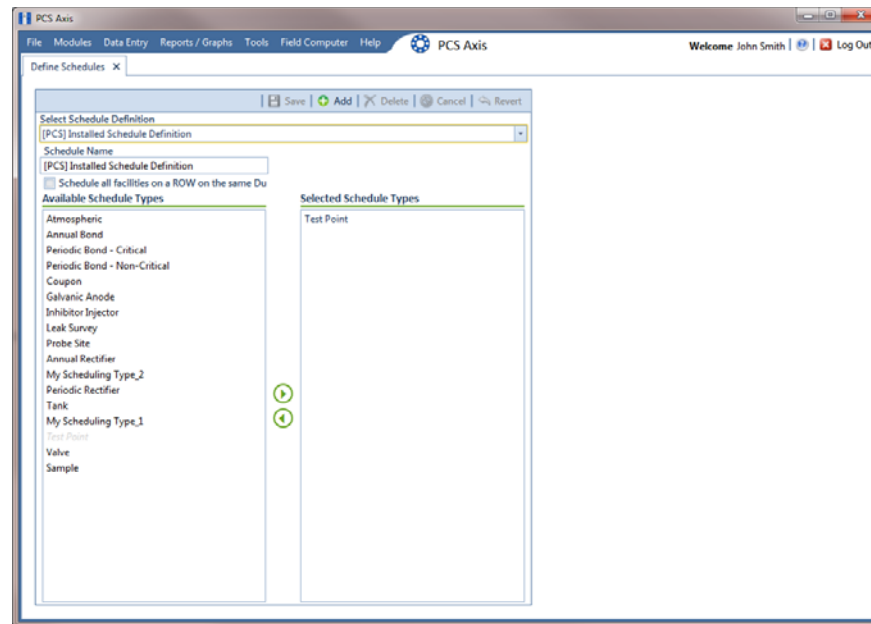 PCS Axis
File Modules Data Entry Reports / Graphs Tools Field Computer Help PCS Axis Welcome John Smith | | Log Out
Define Schedules X
| Save | Add | Delete | Cancel | Revert
Select Schedule Definition
[PCS] Installed Schedule Definition
Schedule Name
[PCS] Installed Schedule Definition
Schedule all facilities on a ROW on the same Du
Available Schedule Types
Atmospheric
Annual Bond
Periodic Bond - Critical
Periodic Bond - Non-Critical
Coupon
Galvanic Anode
Inhibitor Injector
Leak Survey
Probe Site
Annual Rectifier
My Scheduling Type_2
Periodic Rectifier
Tank
My Scheduling Type_1
Test Point
Valve
Sample
Selected Schedule Types
Test Point